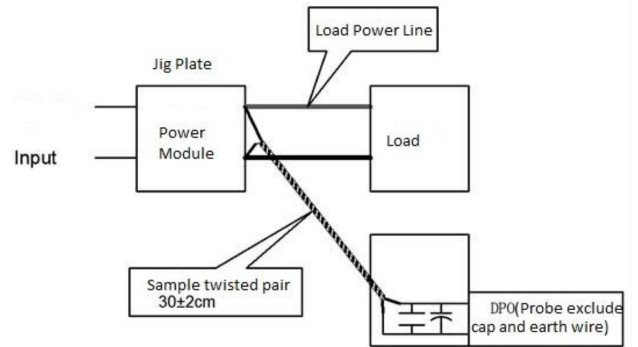 Load Power Line
Jig Plate
Power
Module
Load
Input
Sample twisted pair
30±2cm
DPO(Probe exclude
cap and earth wire)